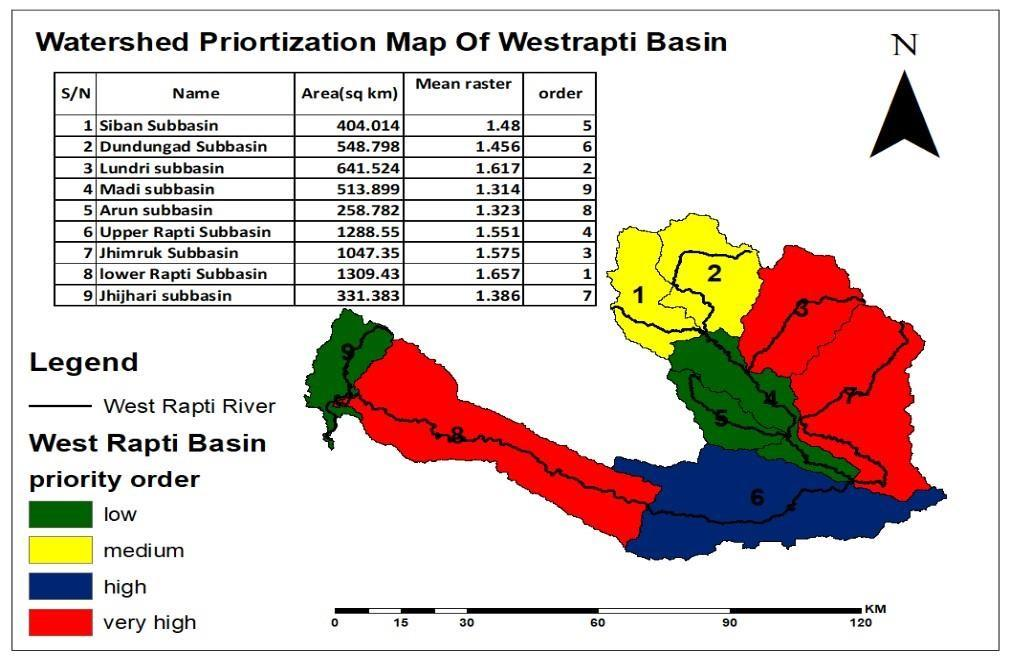 Watershed Priortization Map Of Westrapti Basin
N
S/N Name Area(sq km) Mean raster order
1 Siban Subbasin 404.014 1.48 5
2 Dundungad Subbasin 548.798 1.456 6
3 Lundri subbasin 641.524 1.617 2
4 Madi subbasin 513.899 1.314 9
5 Arun subbasin 258.782 1.323 8
6 Upper Rapti Subbasin 1288.55 1.551 4
7 Jhimruk Subbasin 1047.35 1.575 3
8 lower Rapti Subbasin 1309.43 1.657 1
9 Jhijhari subbasin 331.383 1.386 7
1
2
3
9
4
7
5
8
6
Legend
West Rapti River
West Rapti Basin
priority order
low
medium
high
very high
KM
0 15 30 60 90 120